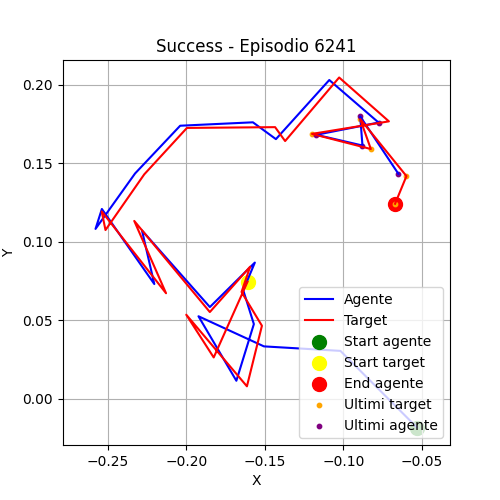 Success - Episodio 6241
0.20
0.15
0.10
0.05
0.00
Y
−0.25
−0.20
−0.15
−0.10
−0.05
X
Agente
Target
Start agente
Start target
End agente
Ultimi target
Ultimi agente